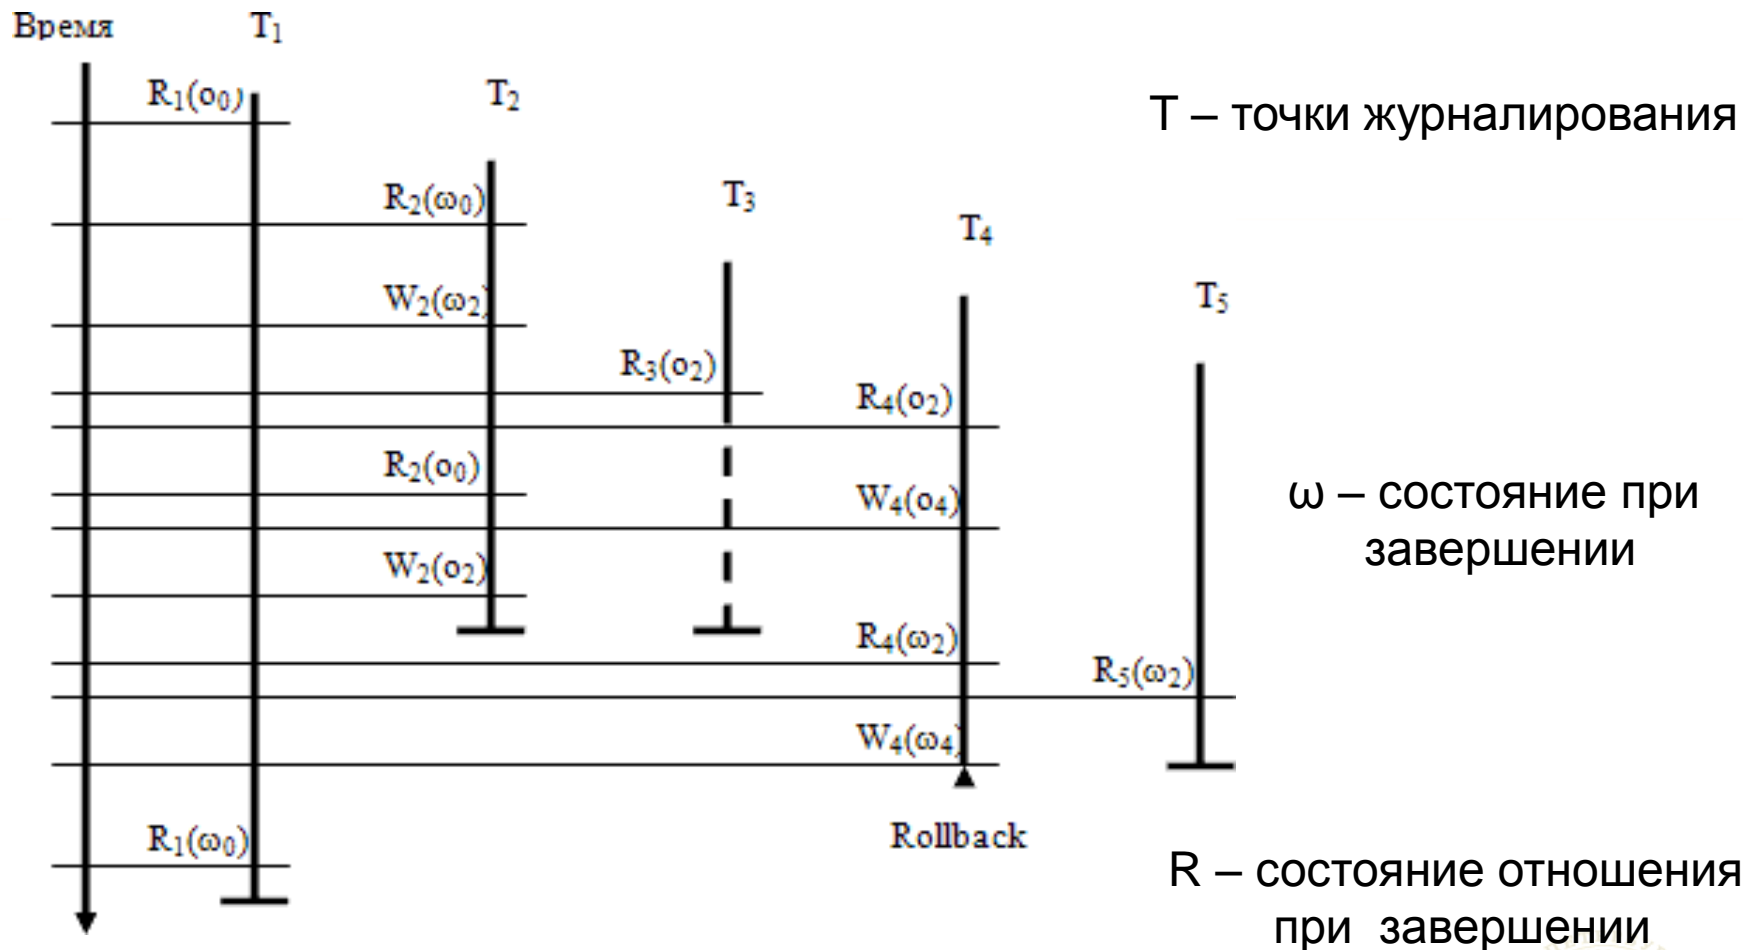 Время
T₁
R₁(o₀)
T₂
T – точки журналирования
R₂(ω₀)
T₃
T₄
W₂(ω₂)
T₅
R₃(o₂)
R₄(o₂)
R₂(o₀)
W₄(o₄)
ω – состояние при
завершении
W₂(o₂)
R₄(ω₂)
R₅(ω₂)
W₄(ω₄)
Rollback
R₁(ω₀)
R – состояние отношения
при завершении